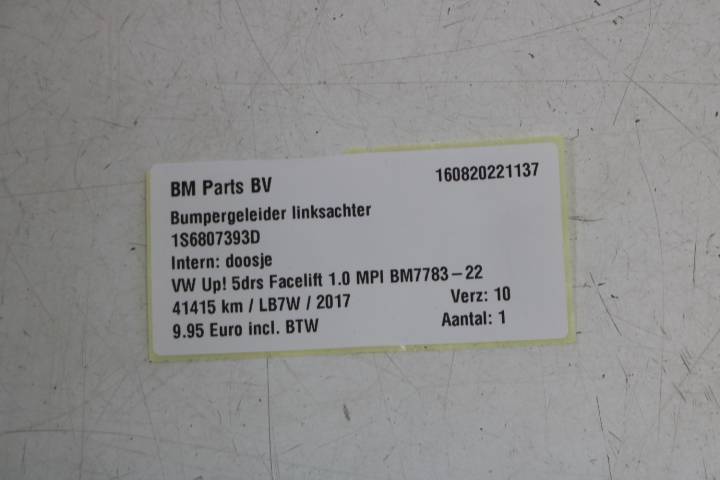 BM Parts BV 160820221137
Bumpergeleider linksachter
1S6807393D
Intern: doosje
VW Up! 5drs Facelift 1.0 MPI BM7783-22
41415 km / LB7W / 2017 Verz: 10
9.95 Euro incl. BTW Aantal: 1